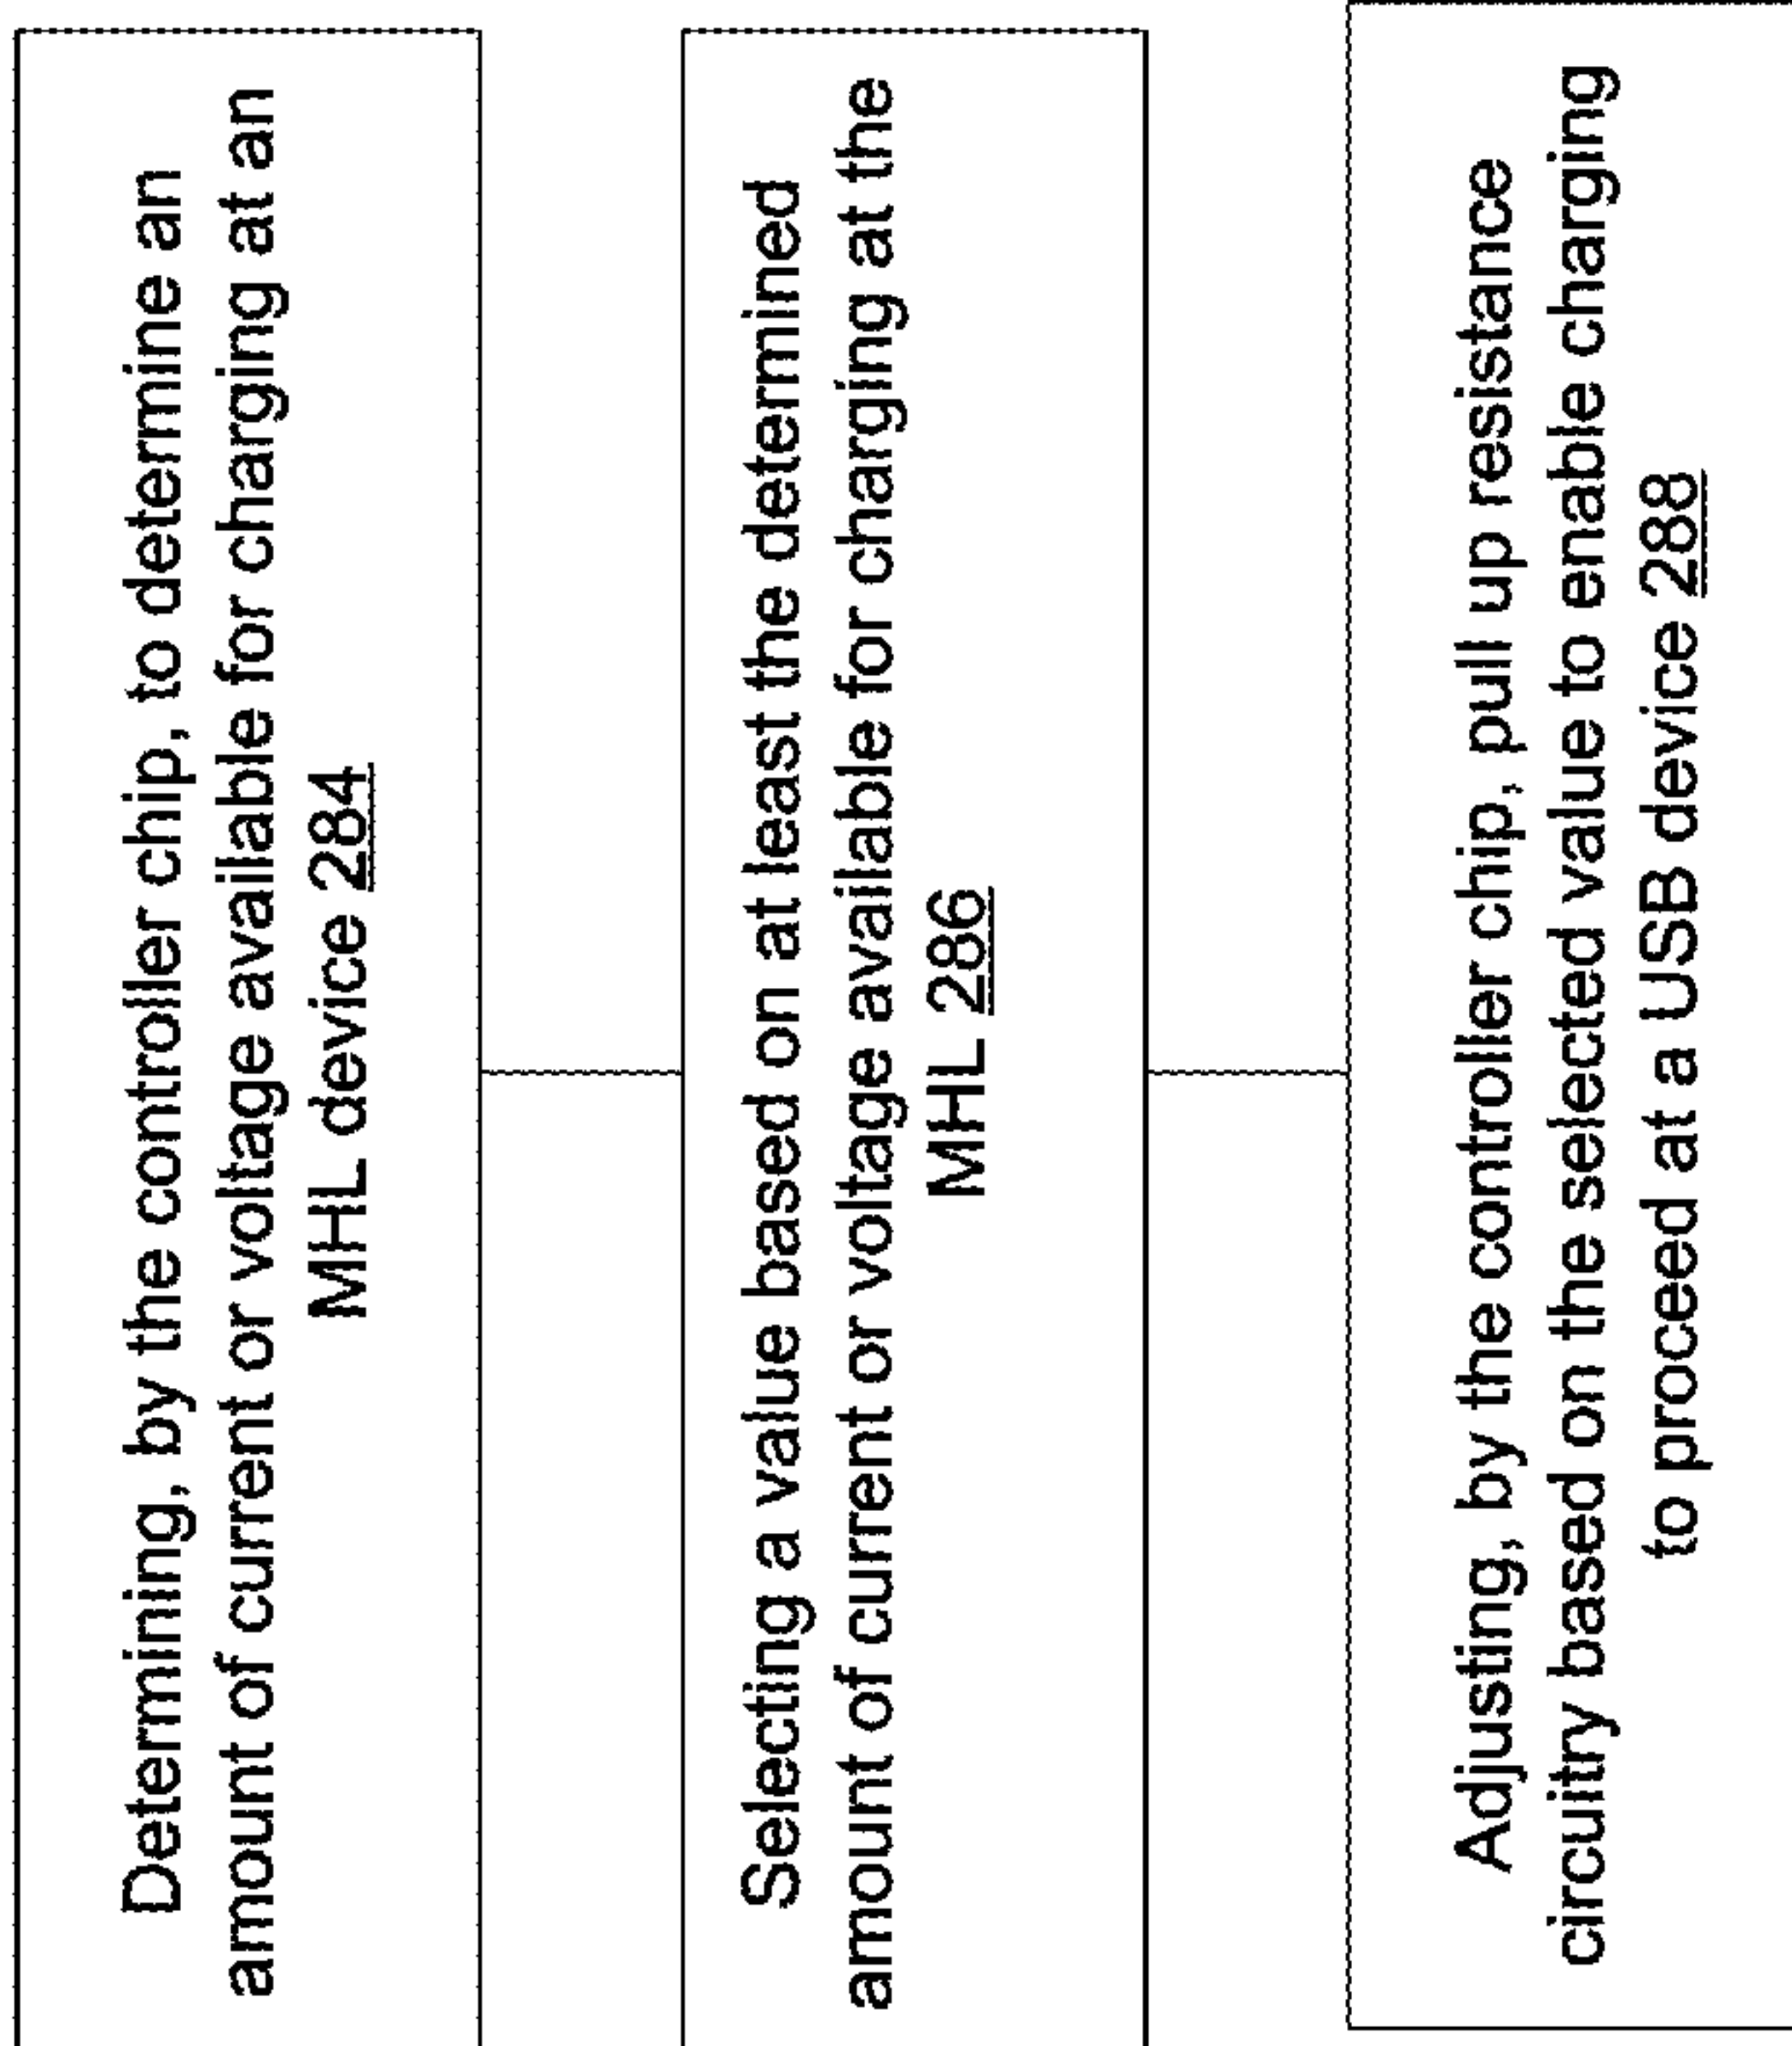 Determining, by the controller chip, to determine an
amount of current or voltage available for charging at an
MHL device 284
Selecting a value based on at least the determined
amount of current or voltage available for charging at the
MHL 286
Adjusting, by the controller chip, pull up resistance
circuitry based on the selected value to enable charging
to proceed at a USB device 288